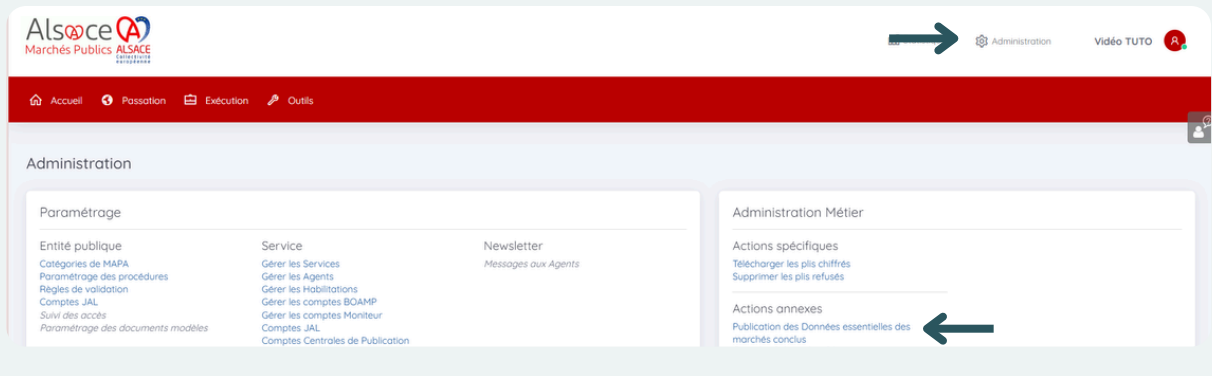 Alsace
Marchés Publics ALSACE
Collectivité
européenne
Administration
Vidéo TUTO
A
Accueil
Passation
Exécution
Outils
Administration
Paramétrage
Entité publique
Catégories de MAPA
Paramétrage des procédures
Règles de validation
Comptes JAL
Suivi des accès
Paramétrage des documents modèles
Service
Gérer les Services
Gérer les Agents
Gérer les Habilitations
Gérer les comptes BOAMP
Gérer les comptes Moniteur
Comptes JAL
Comptes Centrales de Publication
Newsletter
Messages aux Agents
Administration Métier
Actions spécifiques
Télécharger les plis chiffrés
Supprimer les plis refusés
Actions annexes
Publication des Données essentielles des
marchés conclus